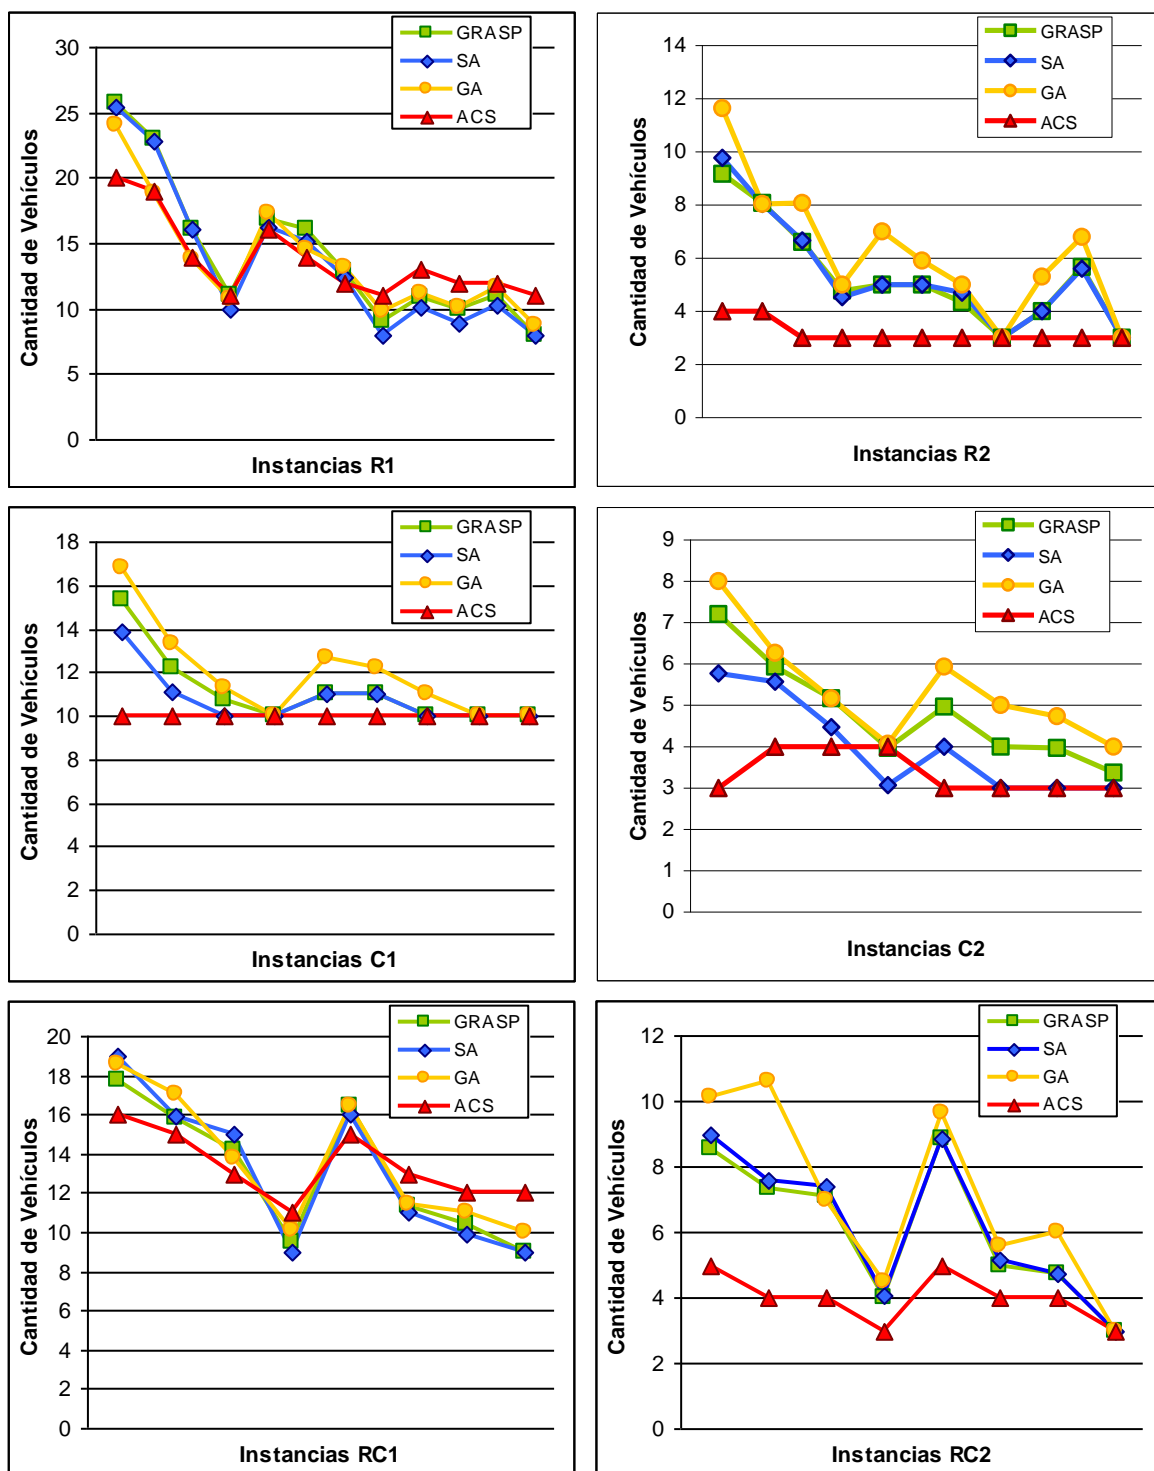 GRASP
SA
GA
ACS
30
25
20
15
10
5
0
Cantidad de Vehículos
Instancias R1
GRASP
SA
GA
ACS
14
12
10
8
6
4
2
0
Cantidad de Vehículos
Instancias R2
GRASP
SA
GA
ACS
18
16
14
12
10
8
6
4
2
0
Cantidad de Vehículos
Instancias C1
GRASP
SA
GA
ACS
9
8
7
6
5
4
3
2
1
0
Cantidad de Vehículos
Instancias C2
GRASP
SA
GA
ACS
20
18
16
14
12
10
8
6
4
2
0
Cantidad de Vehículos
Instancias RC1
GRASP
SA
GA
ACS
12
10
8
6
4
2
0
Cantidad de Vehículos
Instancias RC2